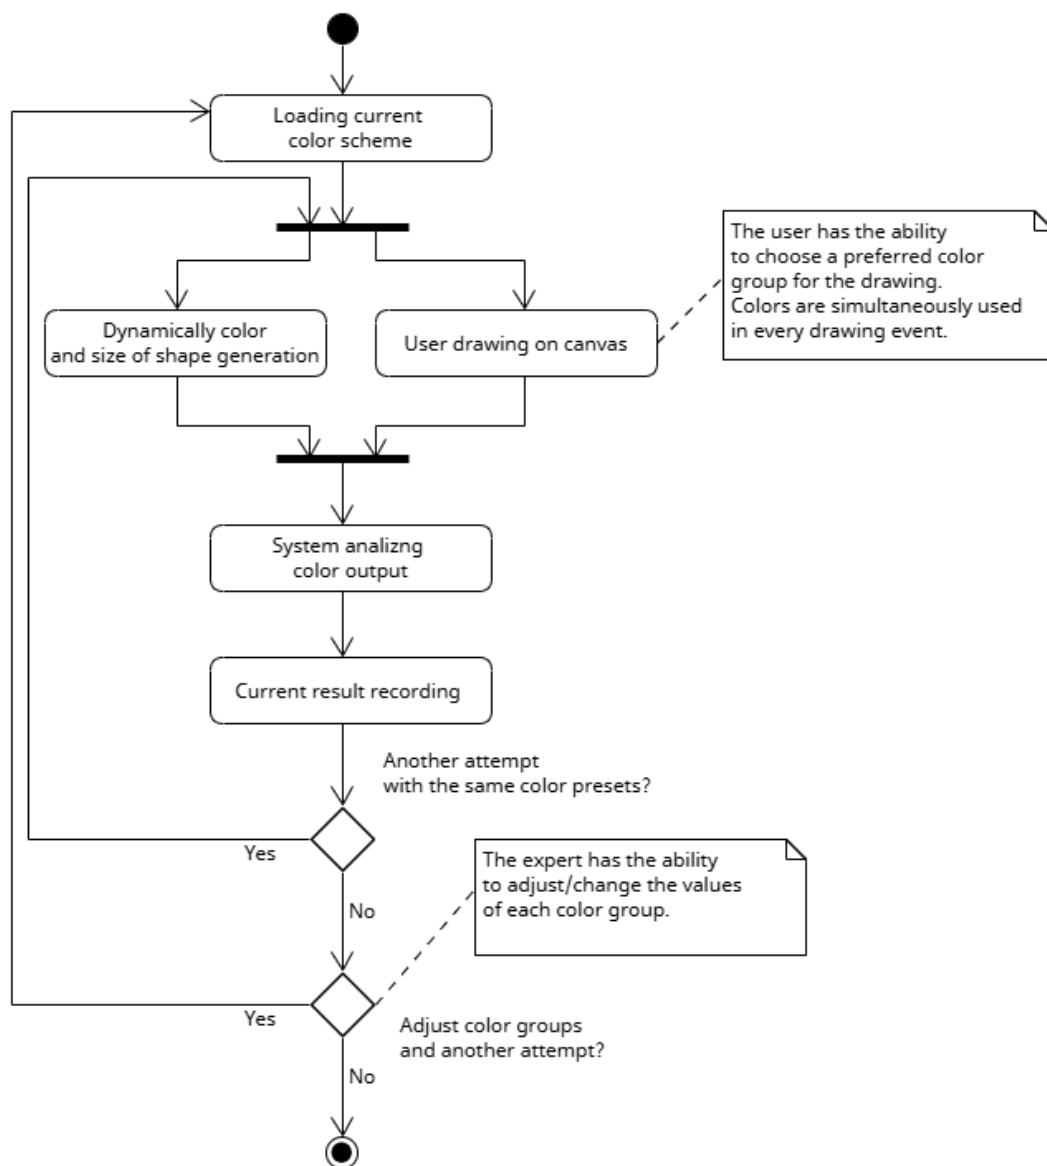 Loading current
color scheme
The user has the ability
to choose a preferred color
group for the drawing.
Colors are simultaneously used
in every drawing event.
Dynamically color
and size of shape generation
User drawing on canvas
System analizng
color output
Current result recording
Another attempt
with the same color presets?
Yes
The expert has the ability
to adjust/change the values
of each color group.
No
Yes
Adjust color groups
and another attempt?
No